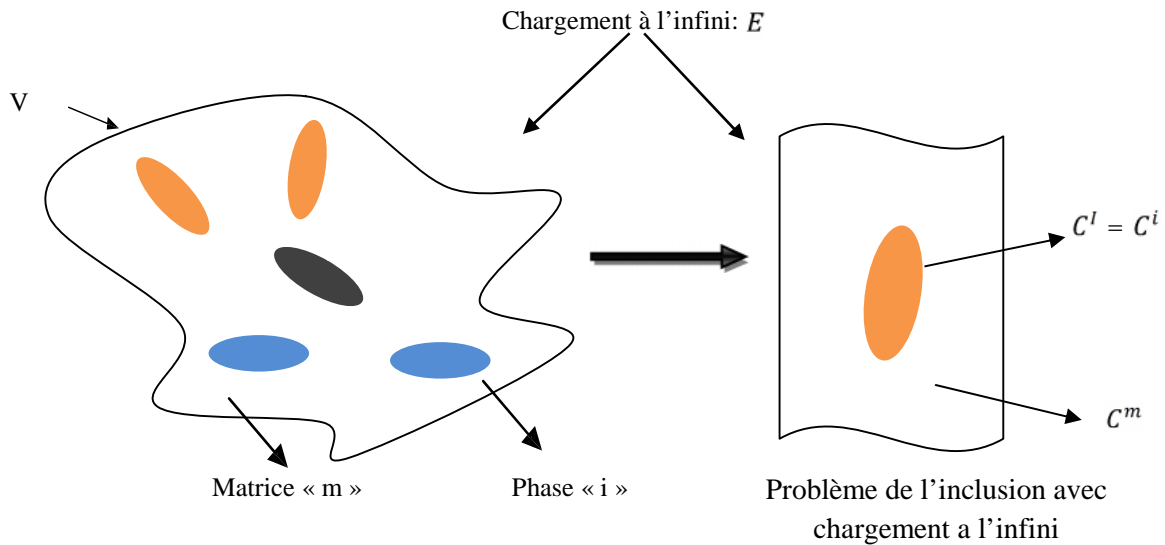 Chargement à l'infini: E
V
C^I = C^i
C^m
Matrice « m »
Phase « i »
Problème de l'inclusion avec
chargement a l'infini